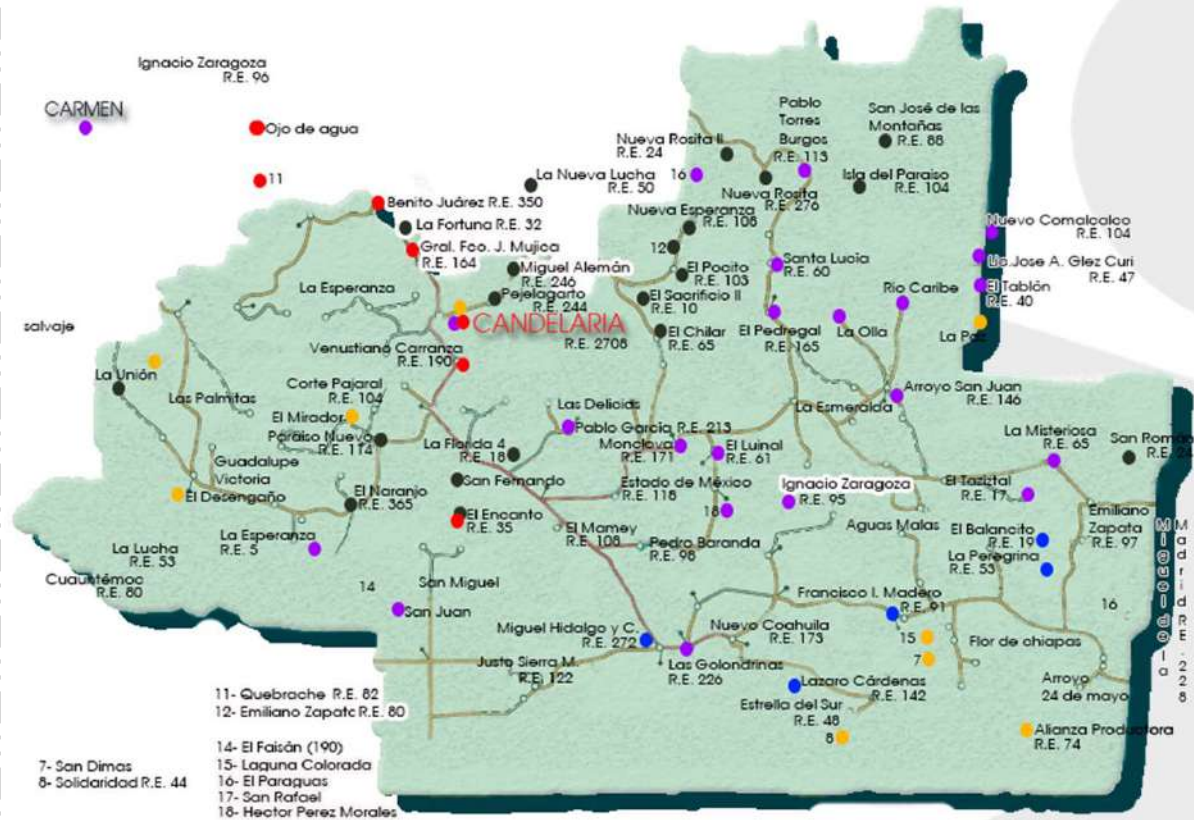 Ignacio Zaragoza
R.E. 96
CARMEN
Ojo de agua
11
Pablo
Torres
Burgos
R.E. 113
San José de las
Montañas
R.E. 88
Nueva Rosita II
R.E. 24
La Nueva Lucha
R.E. 50
16
Nueva Rosita
R.E. 276
Isla del Paraiso
R.E. 104
Benito Juárez R.E. 350
La Fortuna R.E. 32
Nueva Esperanza
R.E. 108
12
Nuevo Comalcalco
R.E. 104
Gral. Fco. J. Mujica
R.E. 164
Miguel Alemán
R.E. 246
El Pocito
R.E. 103
Santa Lucia
R.E. 60
Lic.Jose A. Glez Curi
R.E. 47
La Esperanza
Pejelagarto
R.E. 244
El Sacrificio II
R.E. 10
Rio Caribe
El Tablón
R.E. 40
salvaje
CANDELARIA
R.E. 2708
El Chilar
R.E. 65
El Pedregal
R.E. 165
La Olla
La Paz
Venustiano Carranza
R.E. 190
La Unión
Las Palmitas
Corte Pajaral
R.E. 104
El Mirador
Paraiso Nuevo
R.E. 114
Las Delicias
Pablo García R.E. 213
Arroyo San Juan
R.E. 146
La Esmeralda
La Florida 4
R.E. 18
Monclova
R.E. 171
El Luinal
R.E. 61
La Misteriosa
R.E. 65
San Román
R.E. 24
Guadalupe
Victoria
El Desengaño
El Naranjo
R.E. 365
San Fernando
Estado de México
R.E. 118
18
Ignacio Zaragoza
R.E. 95
El Taziztal
R.E. 17
Emiliano
Zapata
R.E. 97
La Esperanza
R.E. 5
El Encanto
R.E. 35
El Mamey
R.E. 108
Pedro Baranda
R.E. 98
Aguas Malas
El Balancito
R.E. 19
La Peregrina
R.E. 53
La Lucha
R.E. 53
Cuauhtémoc
R.E. 80
14
San Miguel
San Juan
Francisco I. Madero
R.E. 91
16
Migueldela
MadridRE.228
Miguel Hidalgo y C.
R.E. 272
Nuevo Coahuila
R.E. 173
15
7
Flor de chiapas
Justo Sierra M.
R.E. 122
Las Golondrinas
R.E. 226
Lazaro Cárdenas
R.E. 142
Arroyo
24 de mayo
Estrella del Sur
R.E. 48
8
Alianza Productora
R.E. 74
11- Quebrache R.E. 82
12- Emiliano Zapata R.E. 80
14- El Faisán (190)
15- Laguna Colorada
16- El Paraguas
17- San Rafael
18- Hector Perez Morales
7- San Dimas
8- Solidaridad R.E. 44